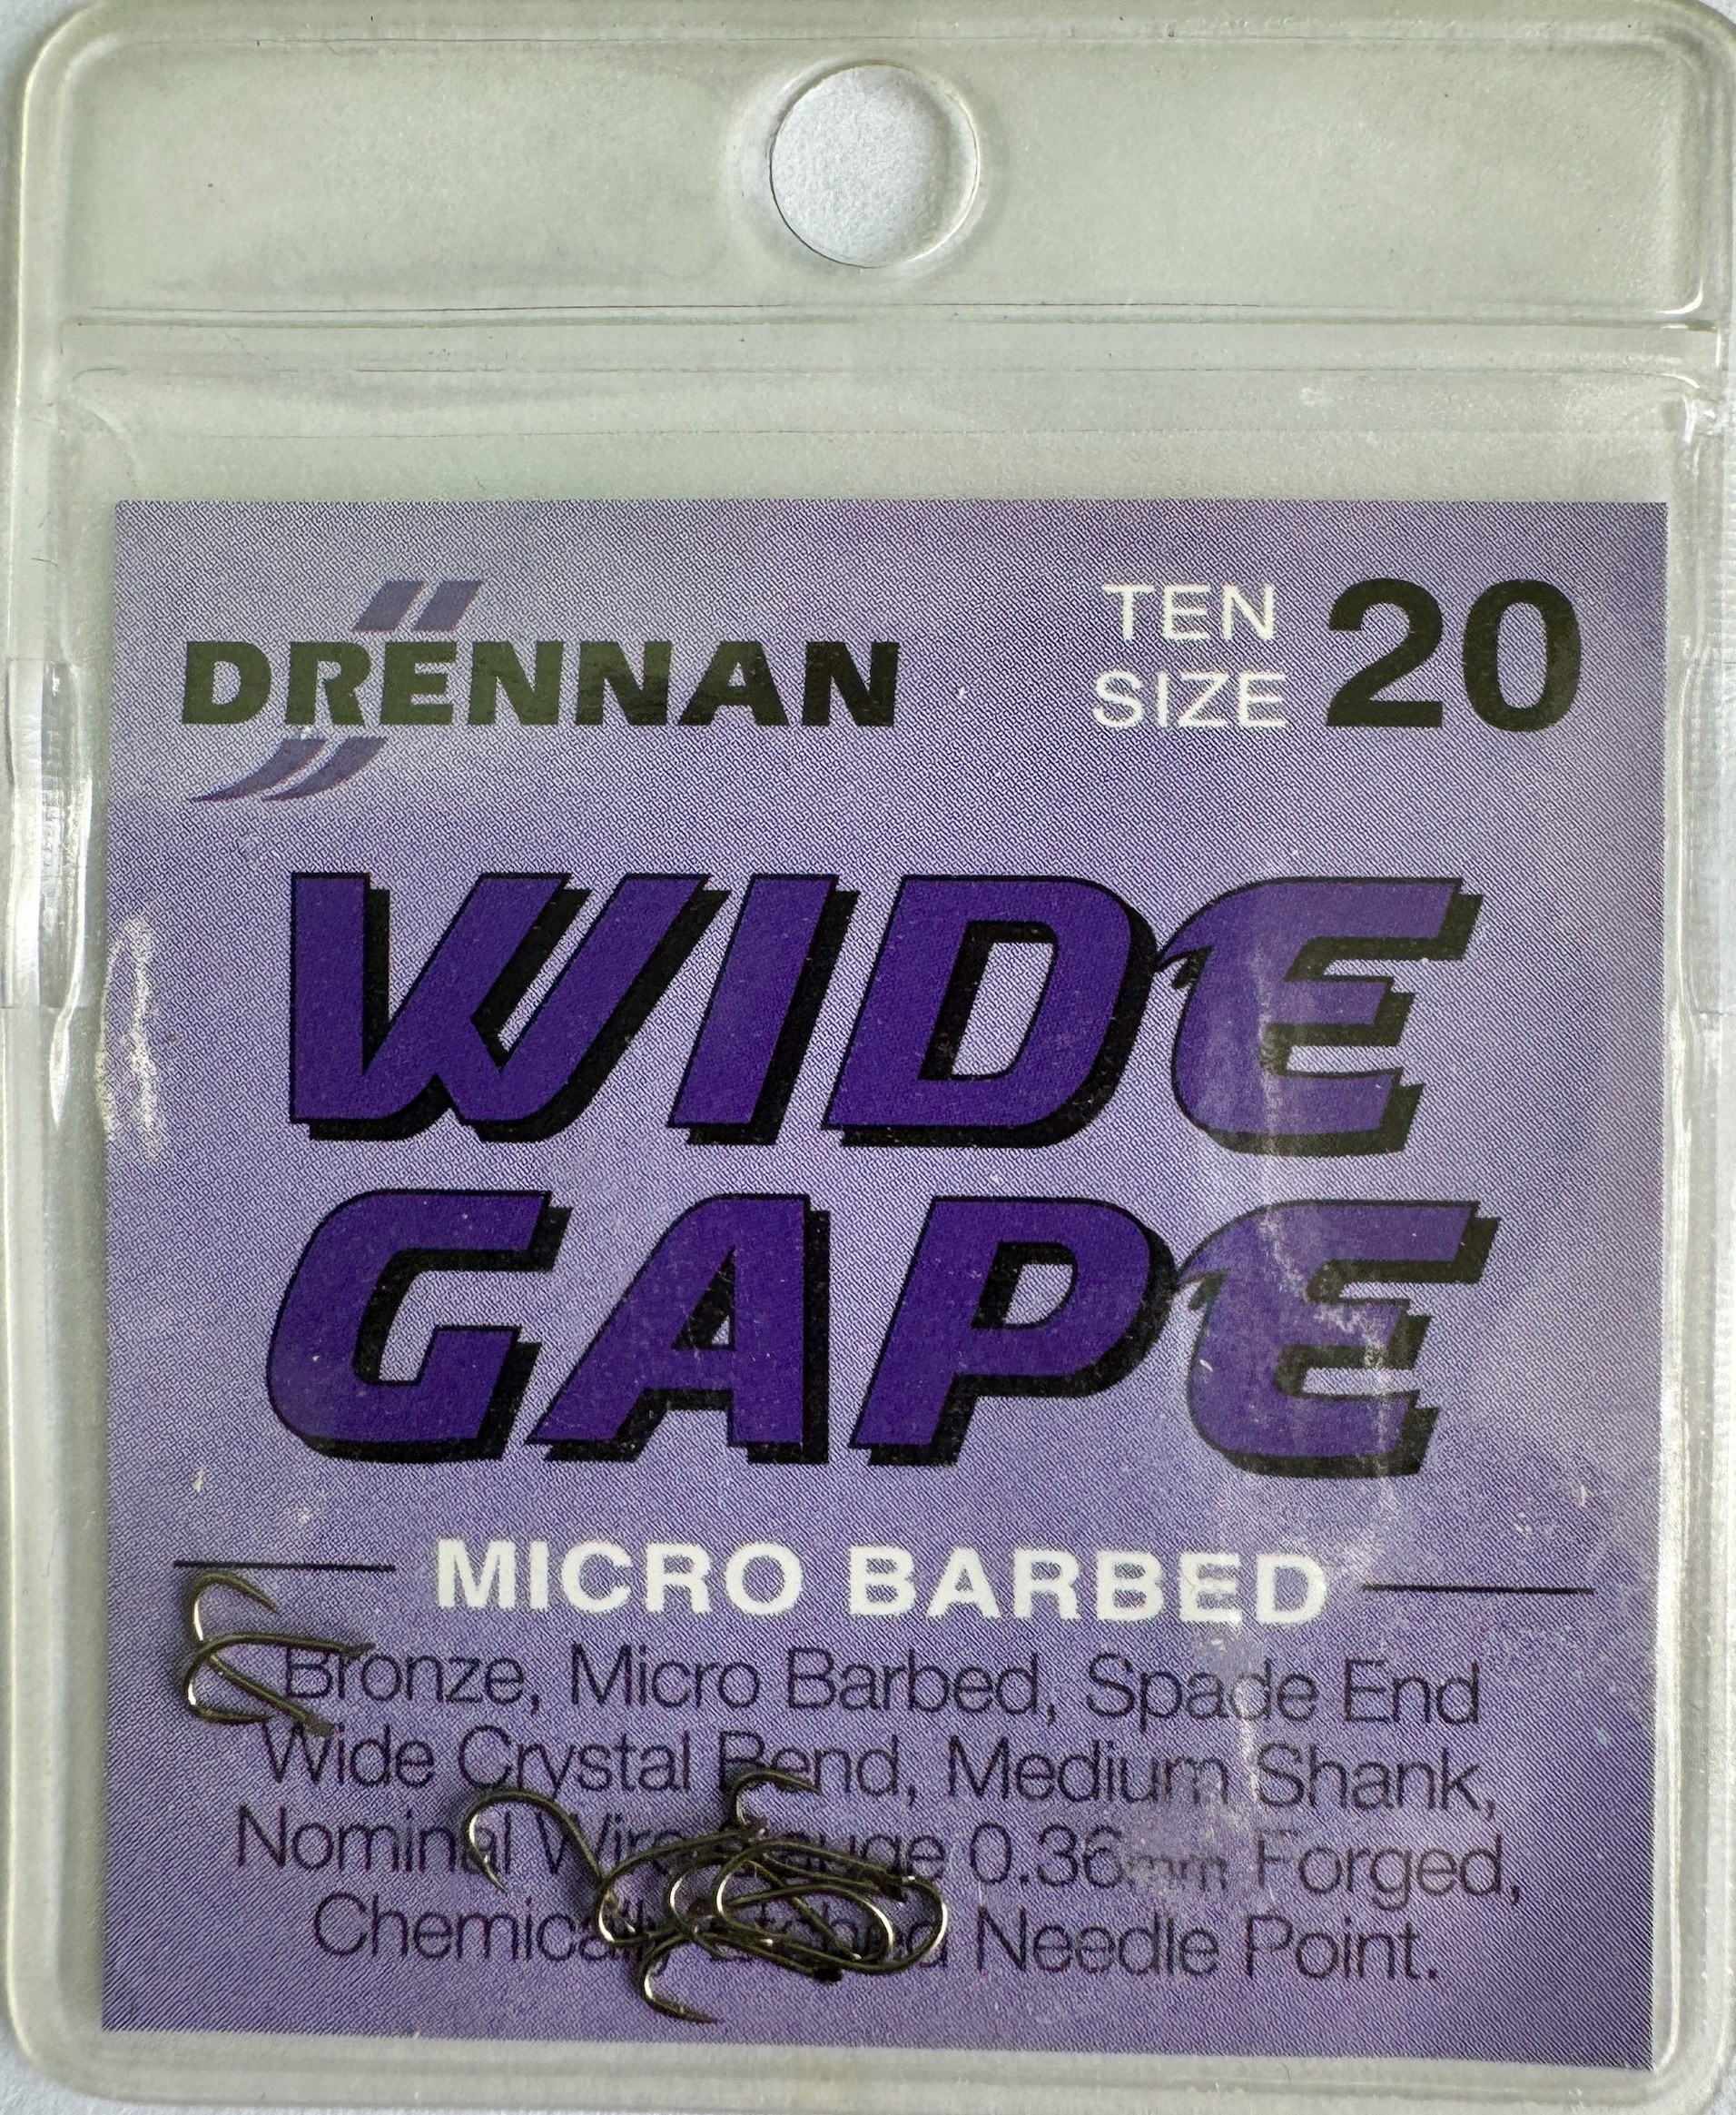 DRENNAN
TEN
SIZE 20
WIDE
GAPE
MICRO BARBED
Bronze, Micro Barbed, Spade End
Wide Crystal Bend, Medium Shank,
Nominal Wire Gauge 0.36mm Forged,
Chemically Etched Needle Point.